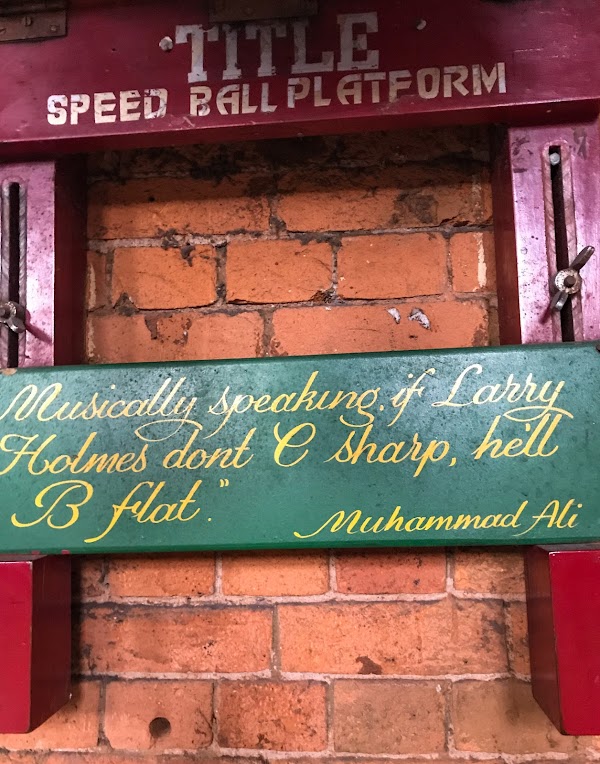 TITLE
SPEED BALL PLATFORM
Musically speaking. if Larry
Holmes dont C sharp, he'll
B flat."
Muhammad Ali